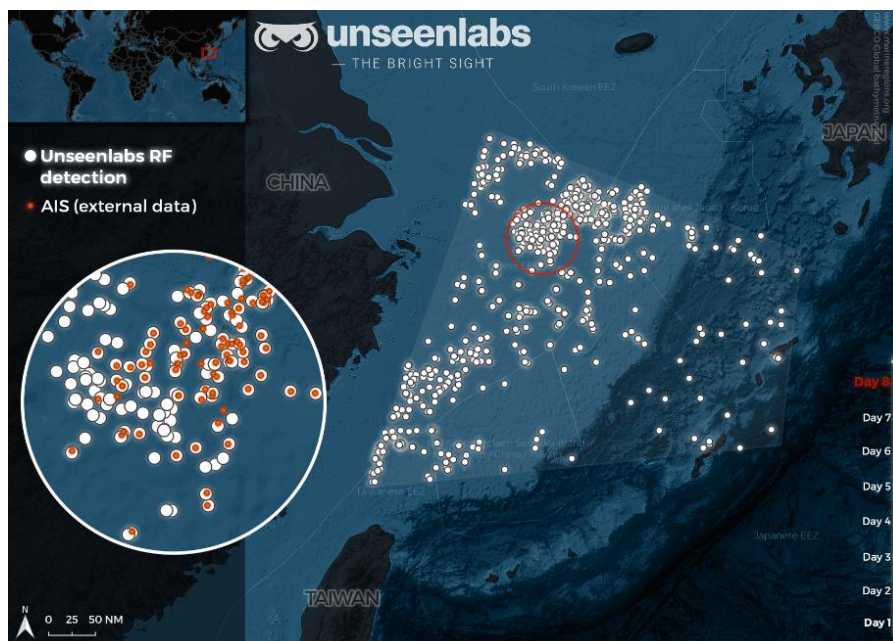 unseenlabs
— THE BRIGHT SIGHT
South Korean EEZ
JAPAN
Unseenlabs RF
detection
AIS (external data)
CHINA
Day 8
Day 7
Day 6
Day 5
Day 4
Day 3
Day 2
Day 1
Taiwanese EEZ
Japanese EEZ
TAIWAN
N
0 25 50 NM